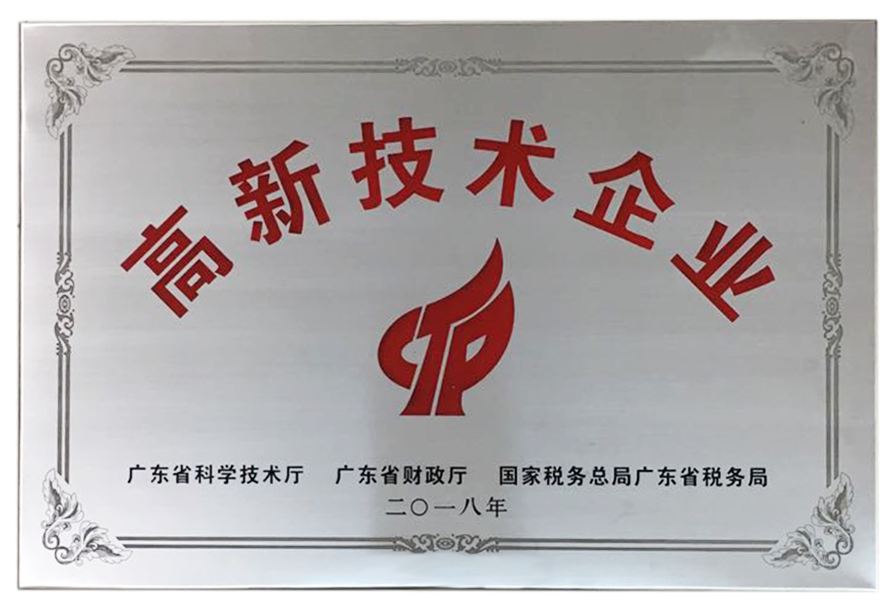 高新技术企业
广东省科学技术厅 广东省财政厅 国家税务总局广东省税务局
二〇一八年